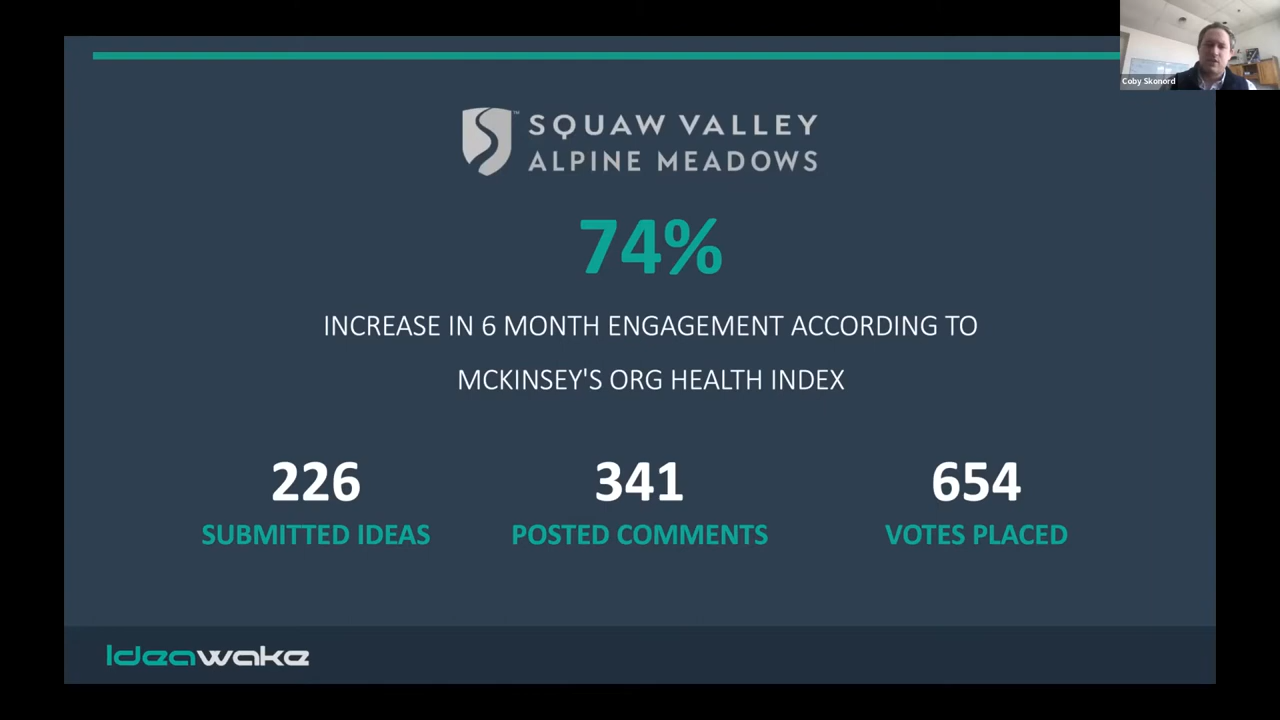 Coby Skonord
SQUAW VALLEY™
ALPINE MEADOWS
74%
INCREASE IN 6 MONTH ENGAGEMENT ACCORDING TO
MCKINSEY'S ORG HEALTH INDEX
226
SUBMITTED IDEAS
341
POSTED COMMENTS
654
VOTES PLACED
Ideawake